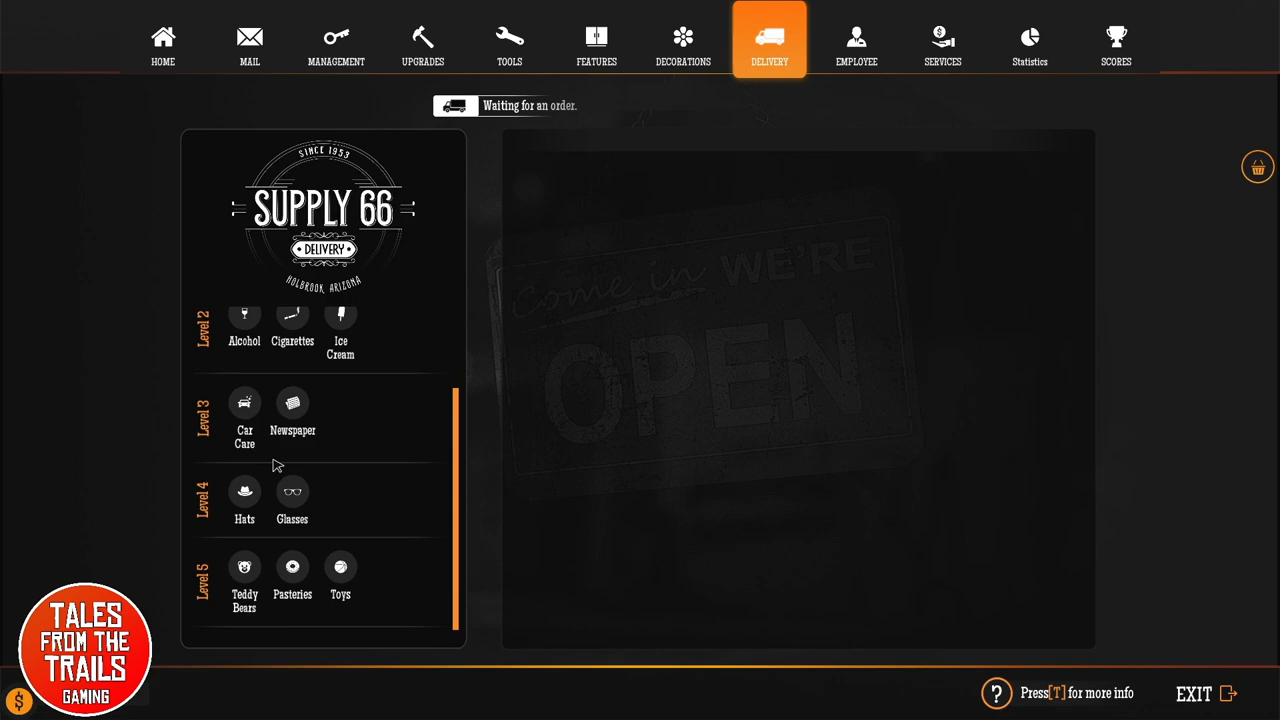 HOME
MAIL
MANAGEMENT
UPGRADES
TOOLS
FEATURES
DECORATIONS
DELIVERY
EMPLOYEE
SERVICES
Statistics
SCORES
Waiting for an order.
SINCE 1953
SUPPLY 66
DELIVERY
HOLBROOK, ARIZONA
Come in WE'RE
OPEN
Level 2
Alcohol
Cigarettes
Ice
Cream
Level 3
Car
Care
Newspaper
Level 4
Hats
Glasses
Level 5
Teddy
Bears
Pasteries
Toys
TALES
FROM THE
TRAILS
GAMING
$
?
Press[T] for more info
EXIT